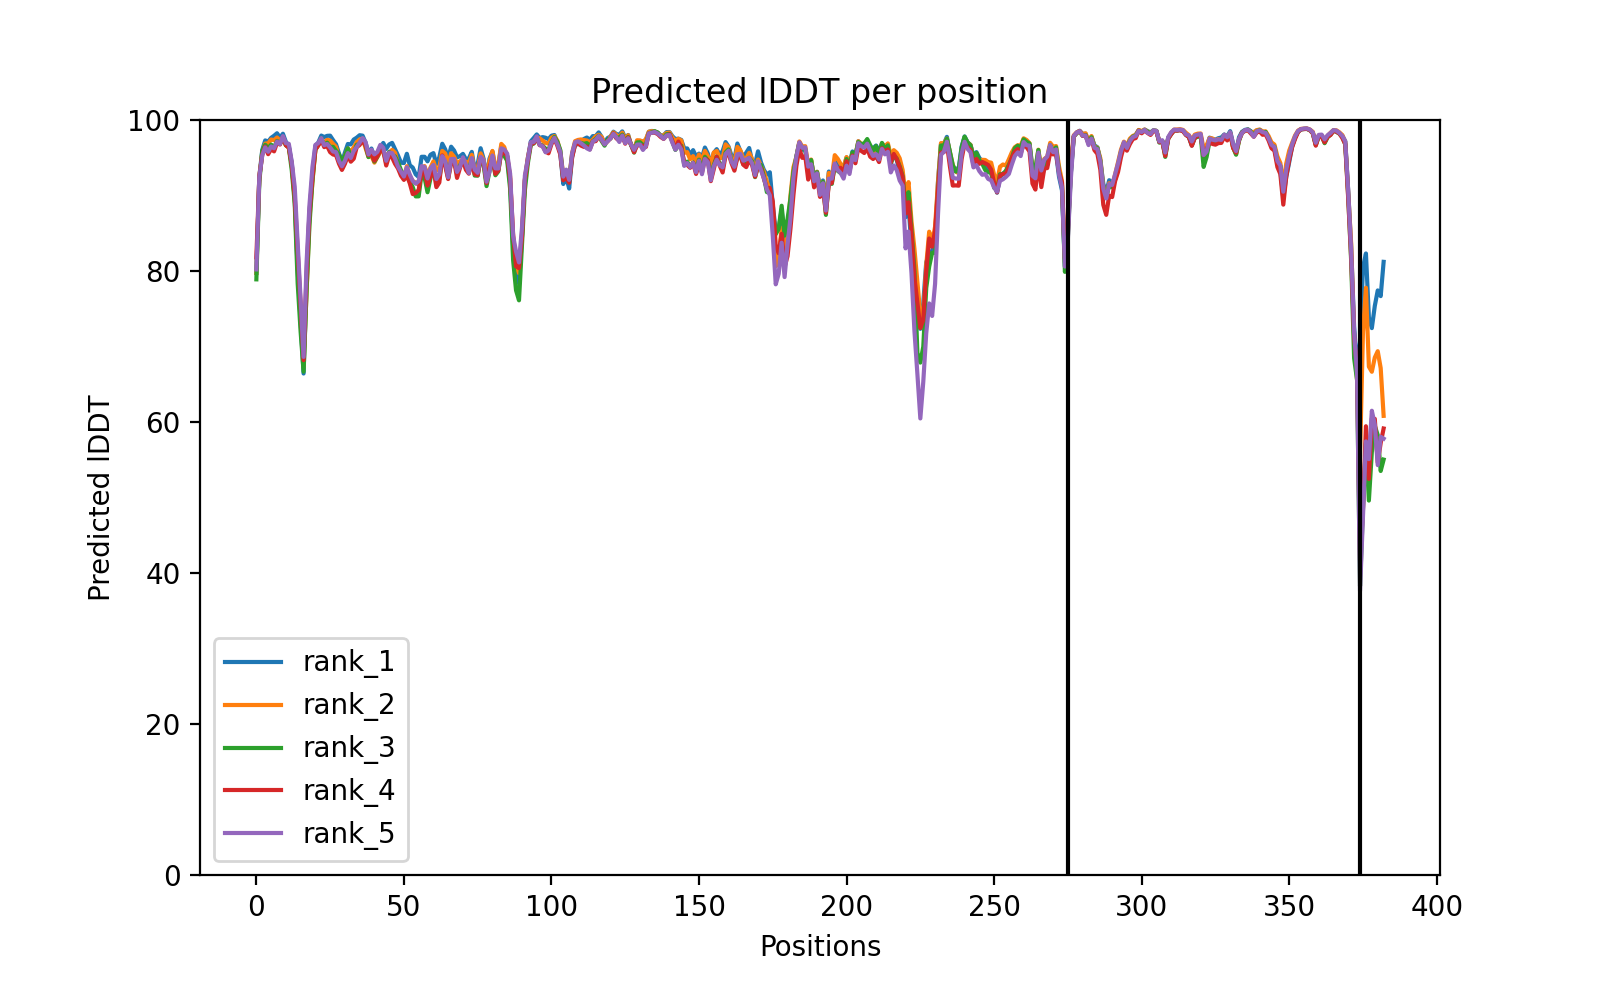 Predicted lDDT per position
100
80
60
40
20
0
Predicted lDDT
rank_1
rank_2
rank_3
rank_4
rank_5
0 50 100 150 200 250 300 350 400
Positions